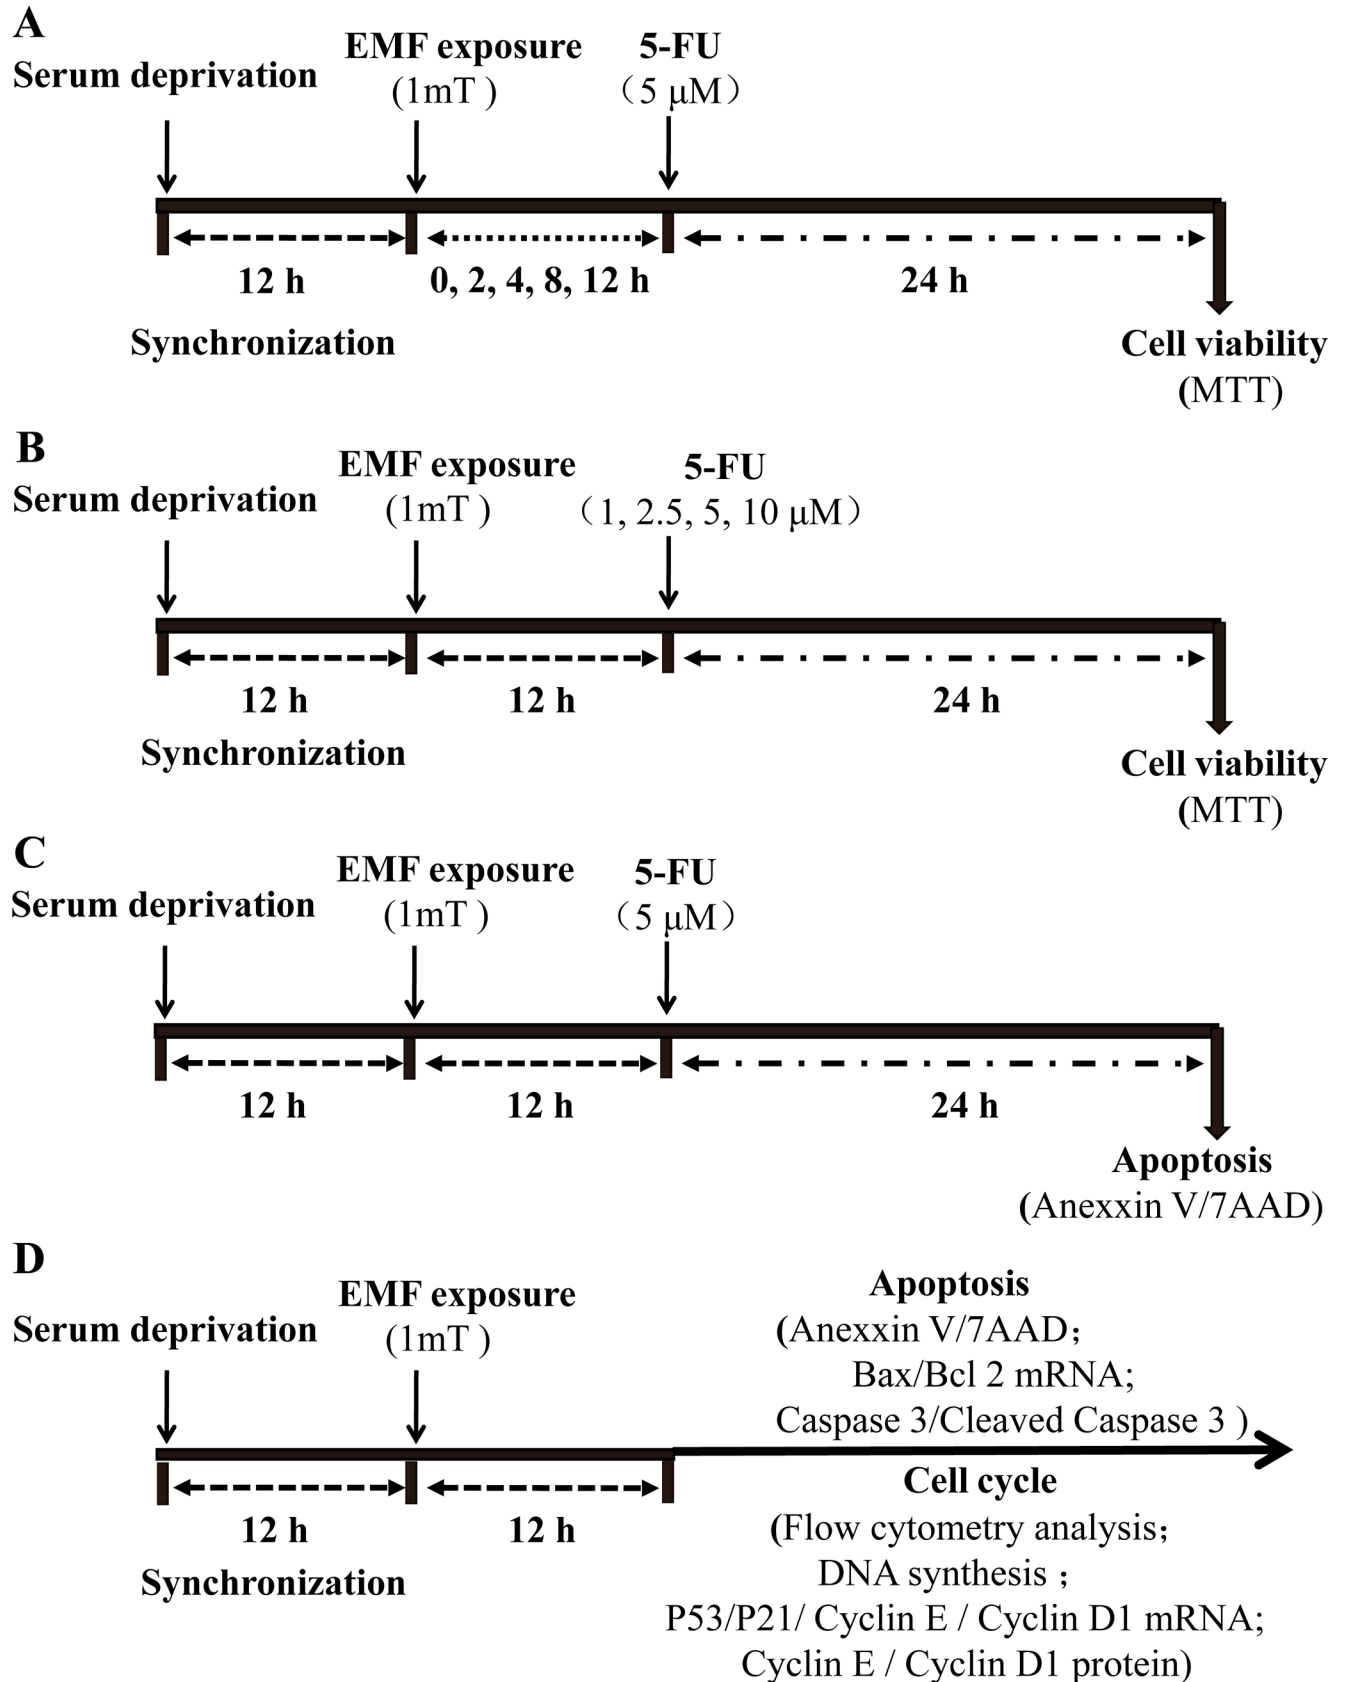 A
Serum deprivation
EMF exposure
(1mT )
5-FU
（5 μM）
12 h
0, 2, 4, 8, 12 h
24 h
Synchronization
Cell viability
(MTT)
B
Serum deprivation
EMF exposure
(1mT )
5-FU
（1, 2.5, 5, 10 μM）
12 h
12 h
24 h
Synchronization
Cell viability
(MTT)
C
Serum deprivation
EMF exposure
(1mT )
5-FU
（5 μM）
12 h
12 h
24 h
Apoptosis
(Anexxin V/7AAD)
D
Serum deprivation
EMF exposure
(1mT )
Apoptosis
(Anexxin V/7AAD；
Bax/Bcl 2 mRNA;
Caspase 3/Cleaved Caspase 3 )
12 h
12 h
Synchronization
Cell cycle
(Flow cytometry analysis；
DNA synthesis；
P53/P21/ Cyclin E / Cyclin D1 mRNA;
Cyclin E / Cyclin D1 protein)